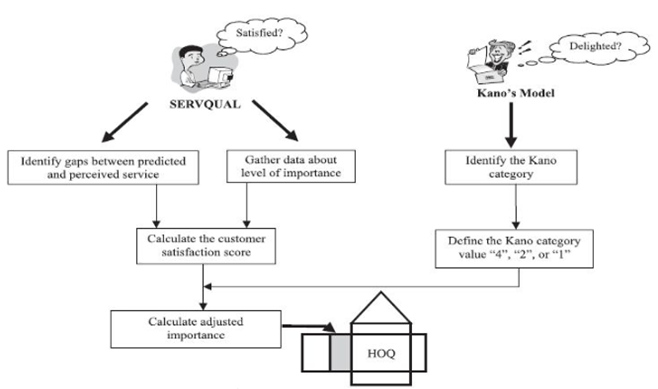 Satisfied?
SERVQUAL
Delighted?
Kano's Model
Identify gaps between predicted
and perceived service
Gather data about
level of importance
Identify the Kano
category
Calculate the customer
satisfaction score
Define the Kano category
value “4”, “2”, or “1”
Calculate adjusted
importance
HOQ